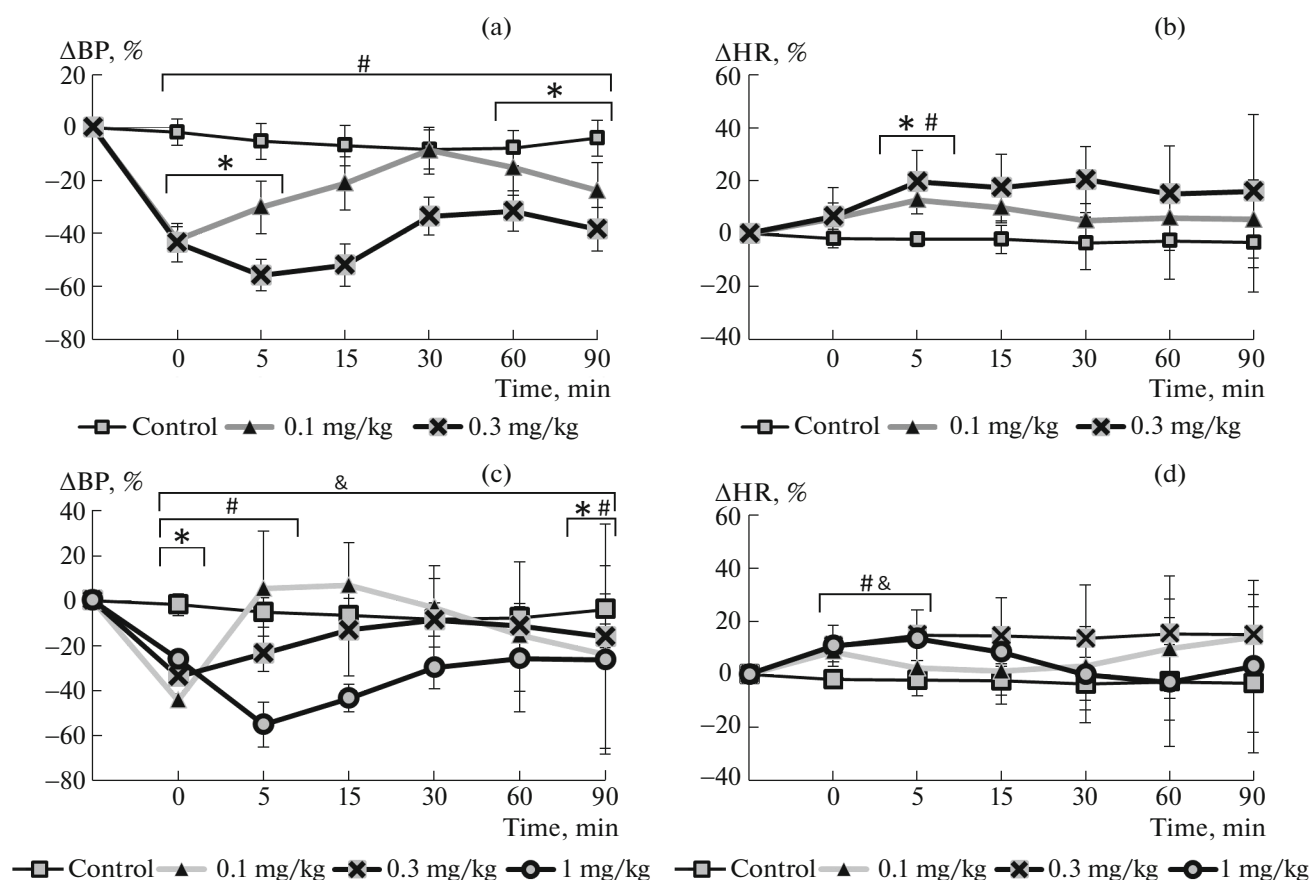 (a)
ΔBP, %
#
20
*
0
*
−20
−40
−60
−80
0 5 15 30 60 90
Time, min
Control 0.1 mg/kg 0.3 mg/kg
(b)
ΔHR, %
60
40
* #
20
0
−20
−40
0 5 15 30 60 90
Time, min
Control 0.1 mg/kg 0.3 mg/kg
(c)
ΔBP, %
&
40
#
* #
20
*
0
−20
−40
−60
−80
0 5 15 30 60 90
Time, min
Control 0.1 mg/kg 0.3 mg/kg 1 mg/kg
(d)
ΔHR, %
60
40
# &
20
0
−20
−40
0 5 15 30 60 90
Time, min
Control 0.1 mg/kg 0.3 mg/kg 1 mg/kg